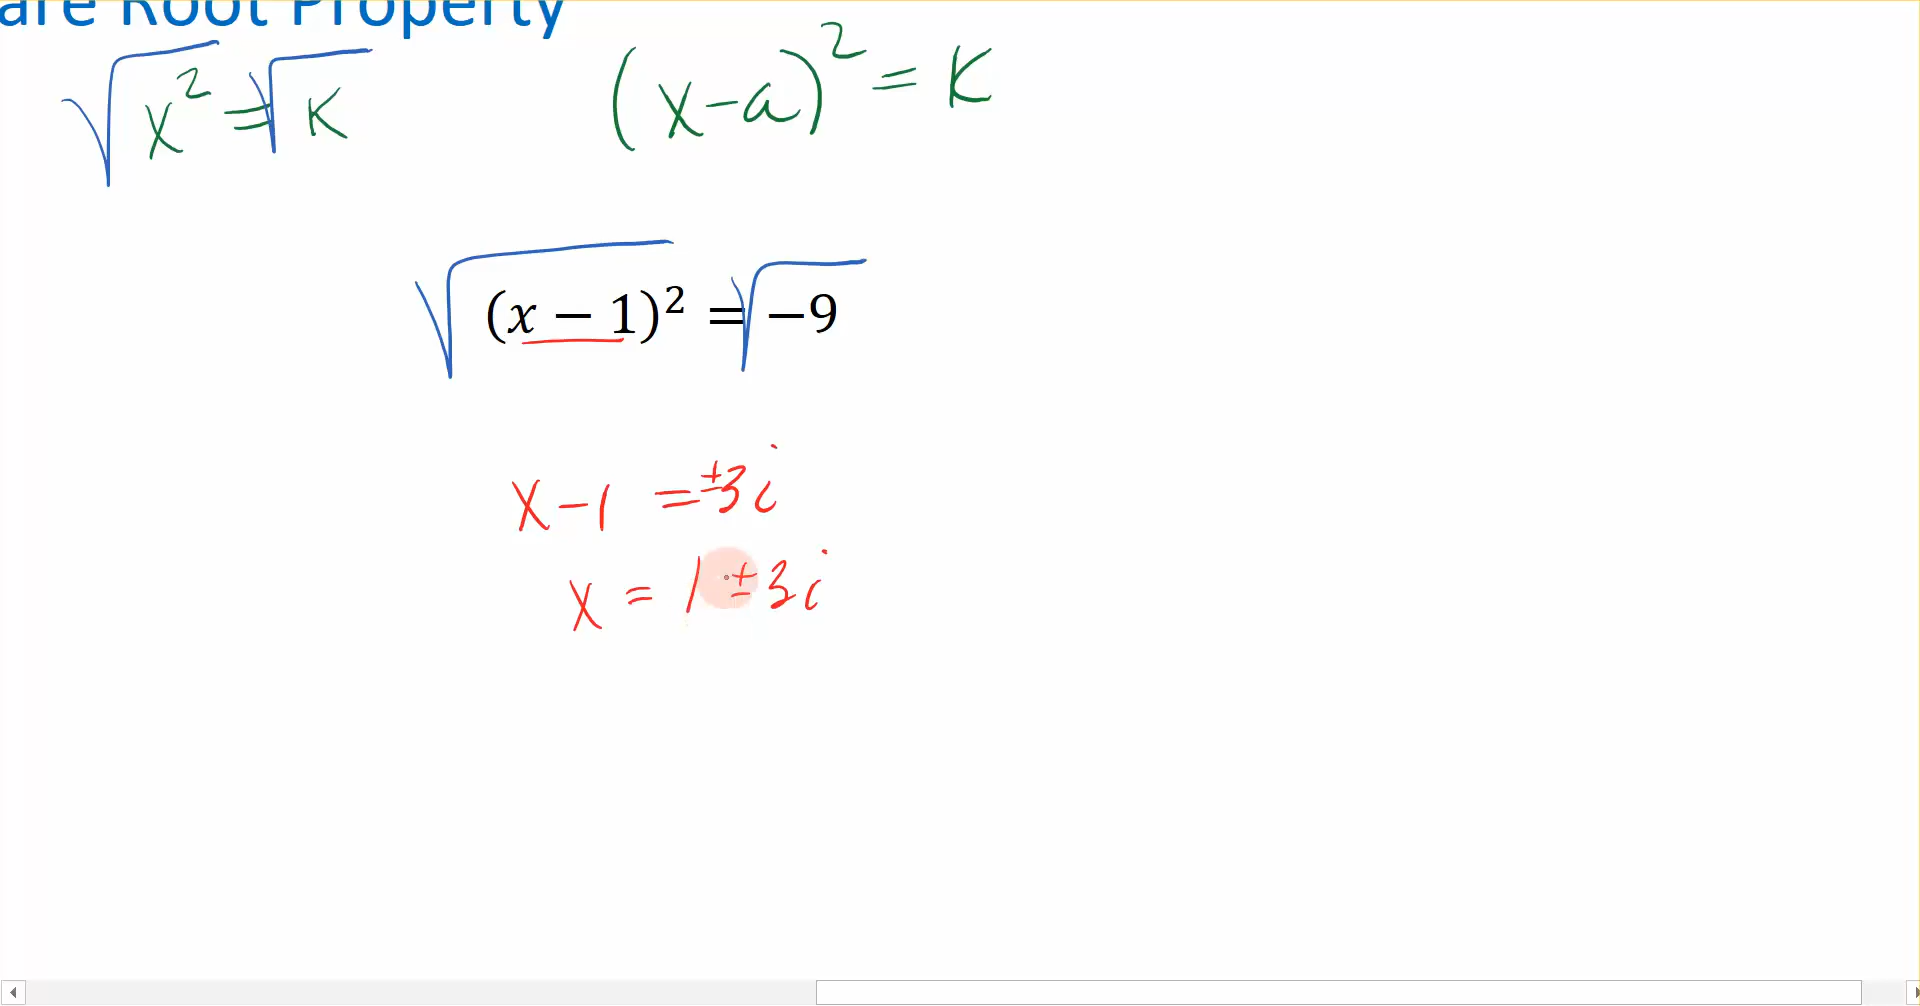 are Root Property
√x² = √k
(x-a)² = k
√(x − 1)² = √−9
x-1 = ±3i
x = 1 ± 3i